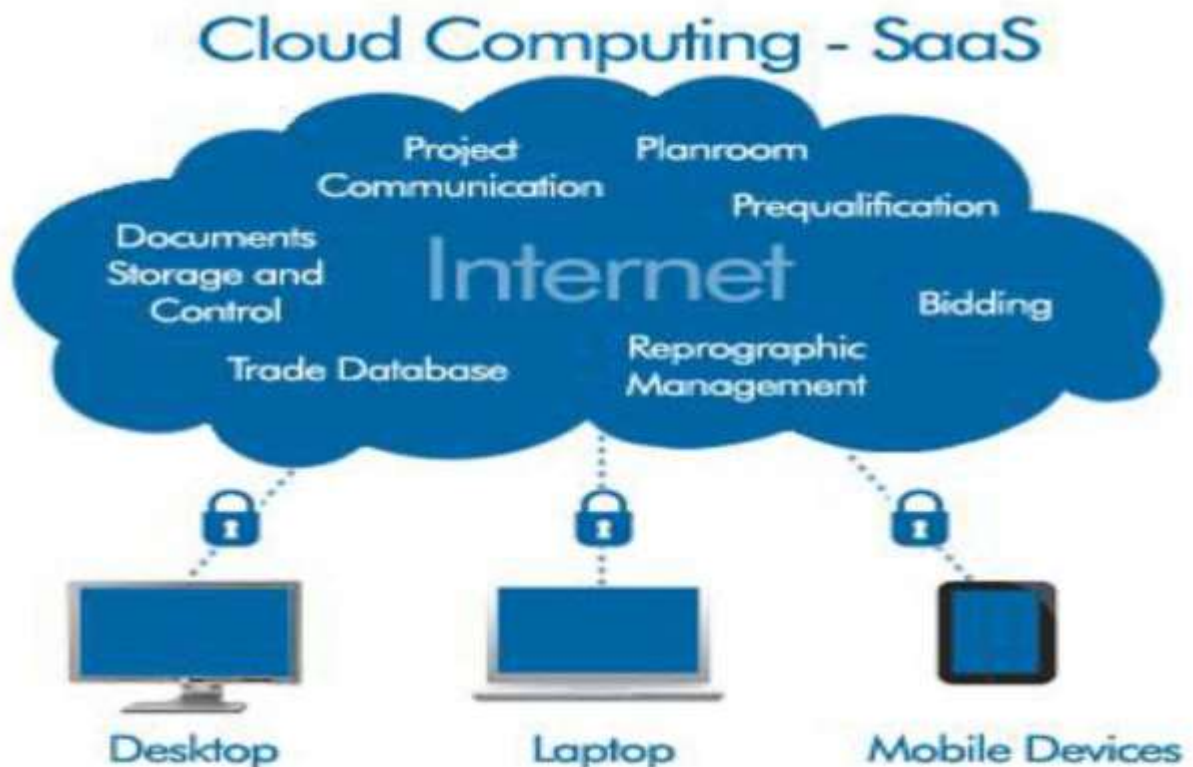 Cloud Computing - SaaS
Project
Communication
Planroom
Prequalification
Documents
Storage and
Control
Internet
Bidding
Trade Database
Reprographic
Management
Desktop
Laptop
Mobile Devices